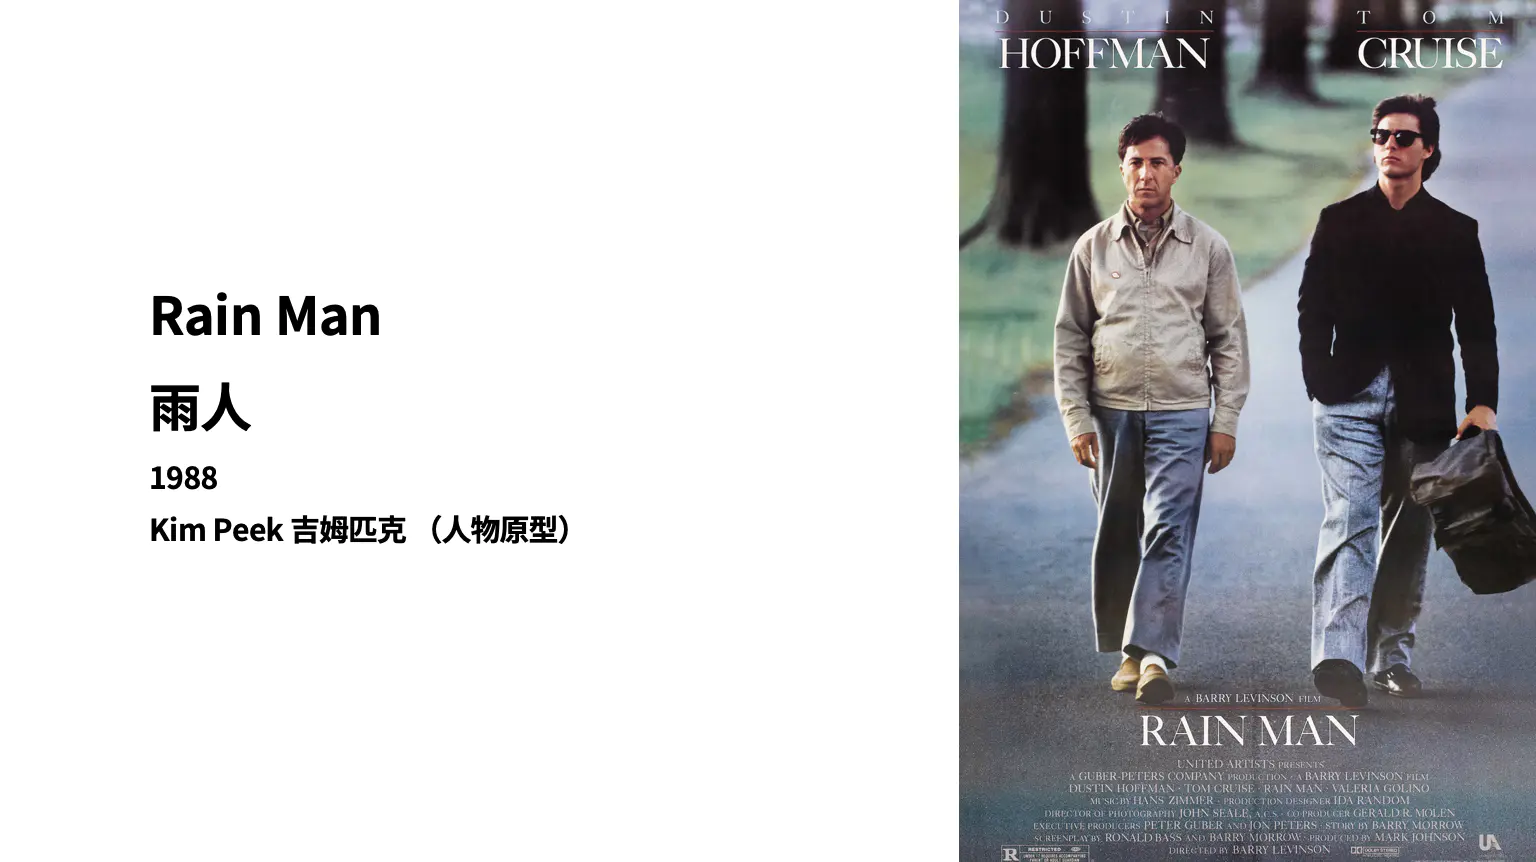 Rain Man
雨人
1988
Kim Peek 吉姆匹克 （人物原型）
DUSTIN HOFFMAN
TOM CRUISE
A BARRY LEVINSON FILM
RAIN MAN
UNITED ARTISTS PRESENTS
A GUBER-PETERS COMPANY PRODUCTION · A BARRY LEVINSON FILM
DUSTIN HOFFMAN · TOM CRUISE · RAIN MAN · VALERIA GOLINO
MUSIC BY HANS ZIMMER · PRODUCTION DESIGNER IDA RANDOM
DIRECTOR OF PHOTOGRAPHY JOHN SEALE, A.C.S. · CO-PRODUCER GERALD R. MOLEN
EXECUTIVE PRODUCERS PETER GUBER AND JON PETERS · STORY BY BARRY MORROW
SCREENPLAY BY RONALD BASS AND BARRY MORROW · PRODUCED BY MARK JOHNSON
DIRECTED BY BARRY LEVINSON
R RESTRICTED
DOLBY STEREO
UA